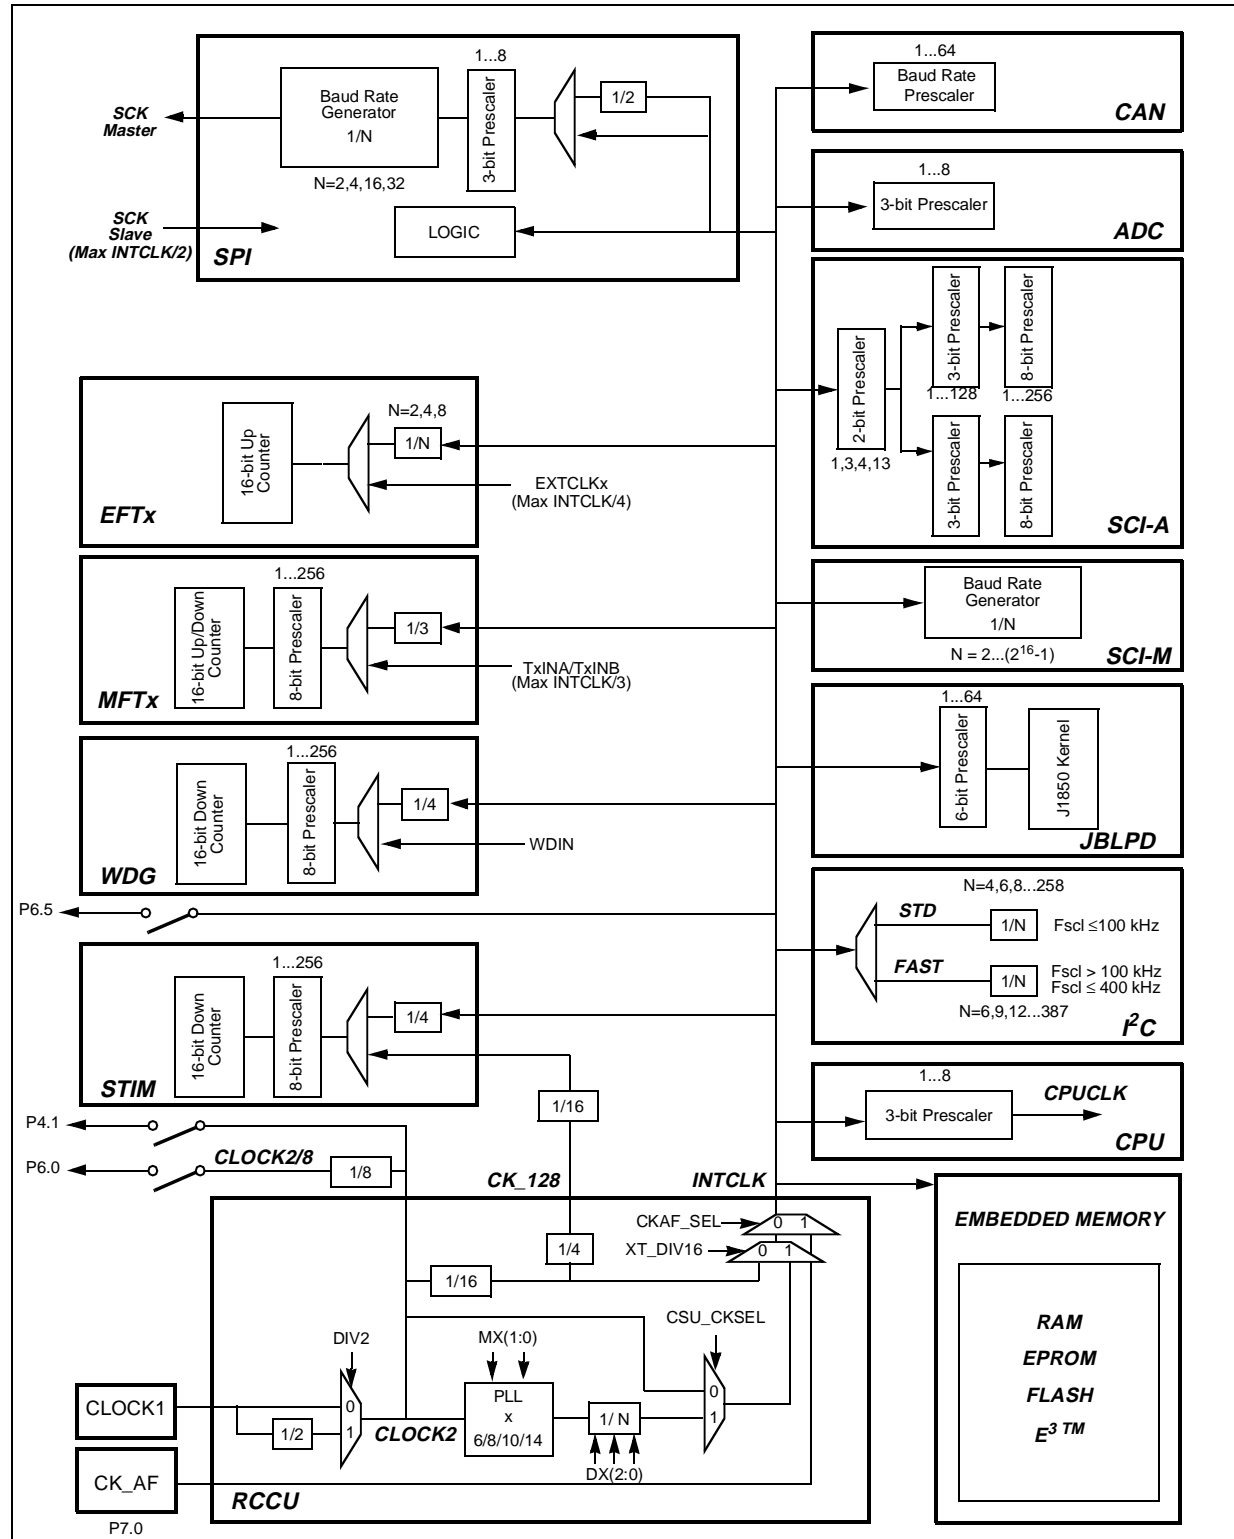 1...8
Baud Rate
Generator
1/N
N=2,4,16,32
3-bit Prescaler
1/2
SCK
Master
SCK
Slave
(Max INTCLK/2)
LOGIC
SPI
1...64
Baud Rate
Prescaler
CAN
1...8
3-bit Prescaler
ADC
2-bit Prescaler
1,3,4,13
3-bit Prescaler
1...128
8-bit Prescaler
1...256
3-bit Prescaler
8-bit Prescaler
SCI-A
16-bit Up
Counter
N=2,4,8
1/N
EXTCLKx
(Max INTCLK/4)
EFTx
1...256
16-bit Up/Down
Counter
8-bit Prescaler
1/3
TxINA/TxINB
(Max INTCLK/3)
MFTx
Baud Rate
Generator
1/N
N = 2...(2^16-1)
SCI-M
1...64
6-bit Prescaler
J1850 Kernel
JBLPD
1...256
16-bit Down
Counter
8-bit Prescaler
1/4
WDIN
WDG
P6.5
N=4,6,8...258
STD
1/N
Fscl ≤100 kHz
FAST
1/N
Fscl > 100 kHz
Fscl ≤ 400 kHz
N=6,9,12...387
I²C
1...256
16-bit Down
Counter
8-bit Prescaler
1/4
STIM
1/16
P4.1
P6.0
CLOCK2/8
1/8
CK_128
INTCLK
1...8
3-bit Prescaler
CPUCLK
CPU
EMBEDDED MEMORY
RAM
EPROM
FLASH
E³ ™
CKAF_SEL
0 1
XT_DIV16
0 1
1/4
1/16
CSU_CKSEL
DIV2
MX(1:0)
CLOCK1
1/2
0
1
CLOCK2
PLL
x
6/8/10/14
1/ N
0
1
DX(2:0)
CK_AF
RCCU
P7.0